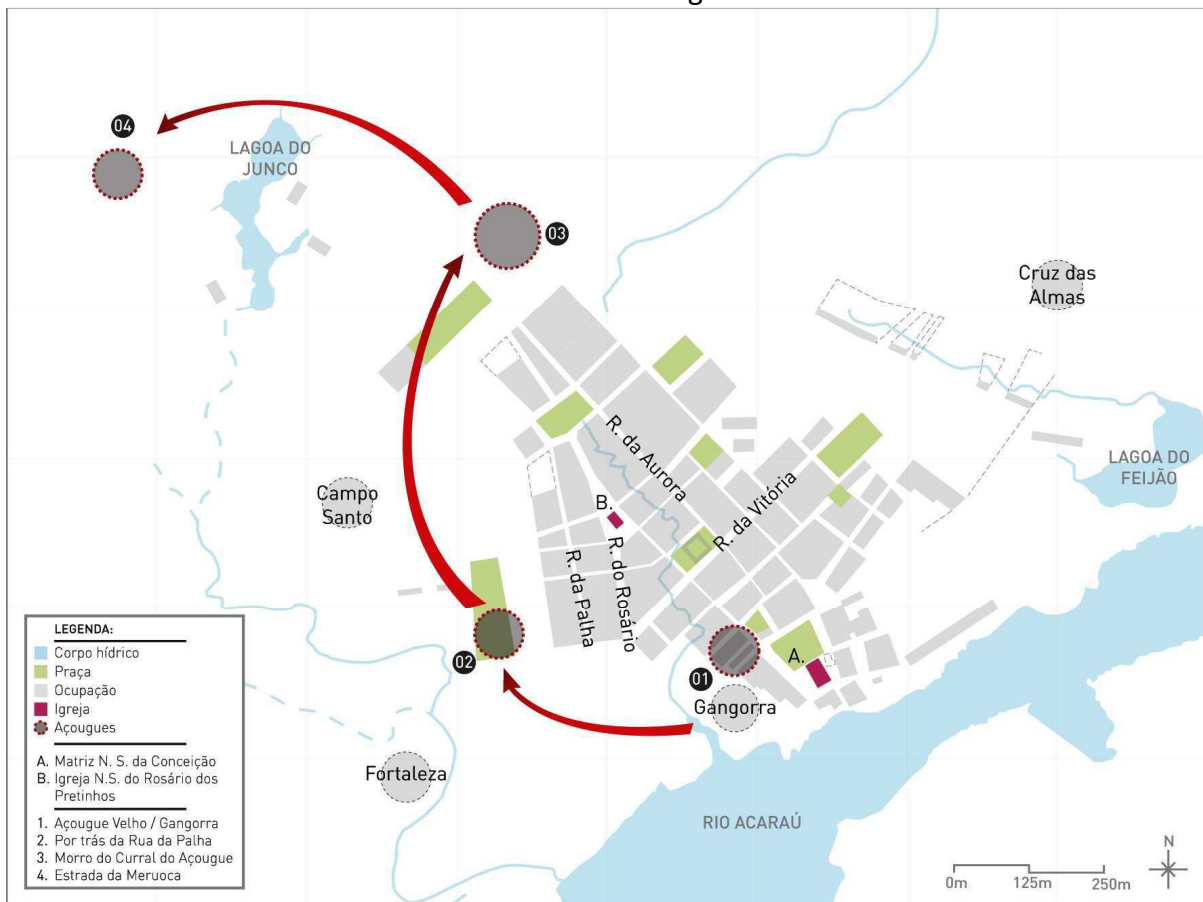 04
LAGOA DO
JUNCO
03
Cruz das
Almas
R. da Aurora
LAGOA DO
FEIJÃO
Campo
Santo
R. da Vitória
B.
R. do Rosário
R. da Palha
02
01
A.
Gangorra
Fortaleza
RIO ACARAÚ
LEGENDA:
Corpo hídrico
Praça
Ocupação
Igreja
Açougues
A. Matriz N. S. da Conceição
B. Igreja N.S. do Rosário dos
Pretinhos
1. Açougue Velho / Gangorra
2. Por trás da Rua da Palha
3. Morro do Curral do Açougue
4. Estrada da Meruoca
N
0m 125m 250m